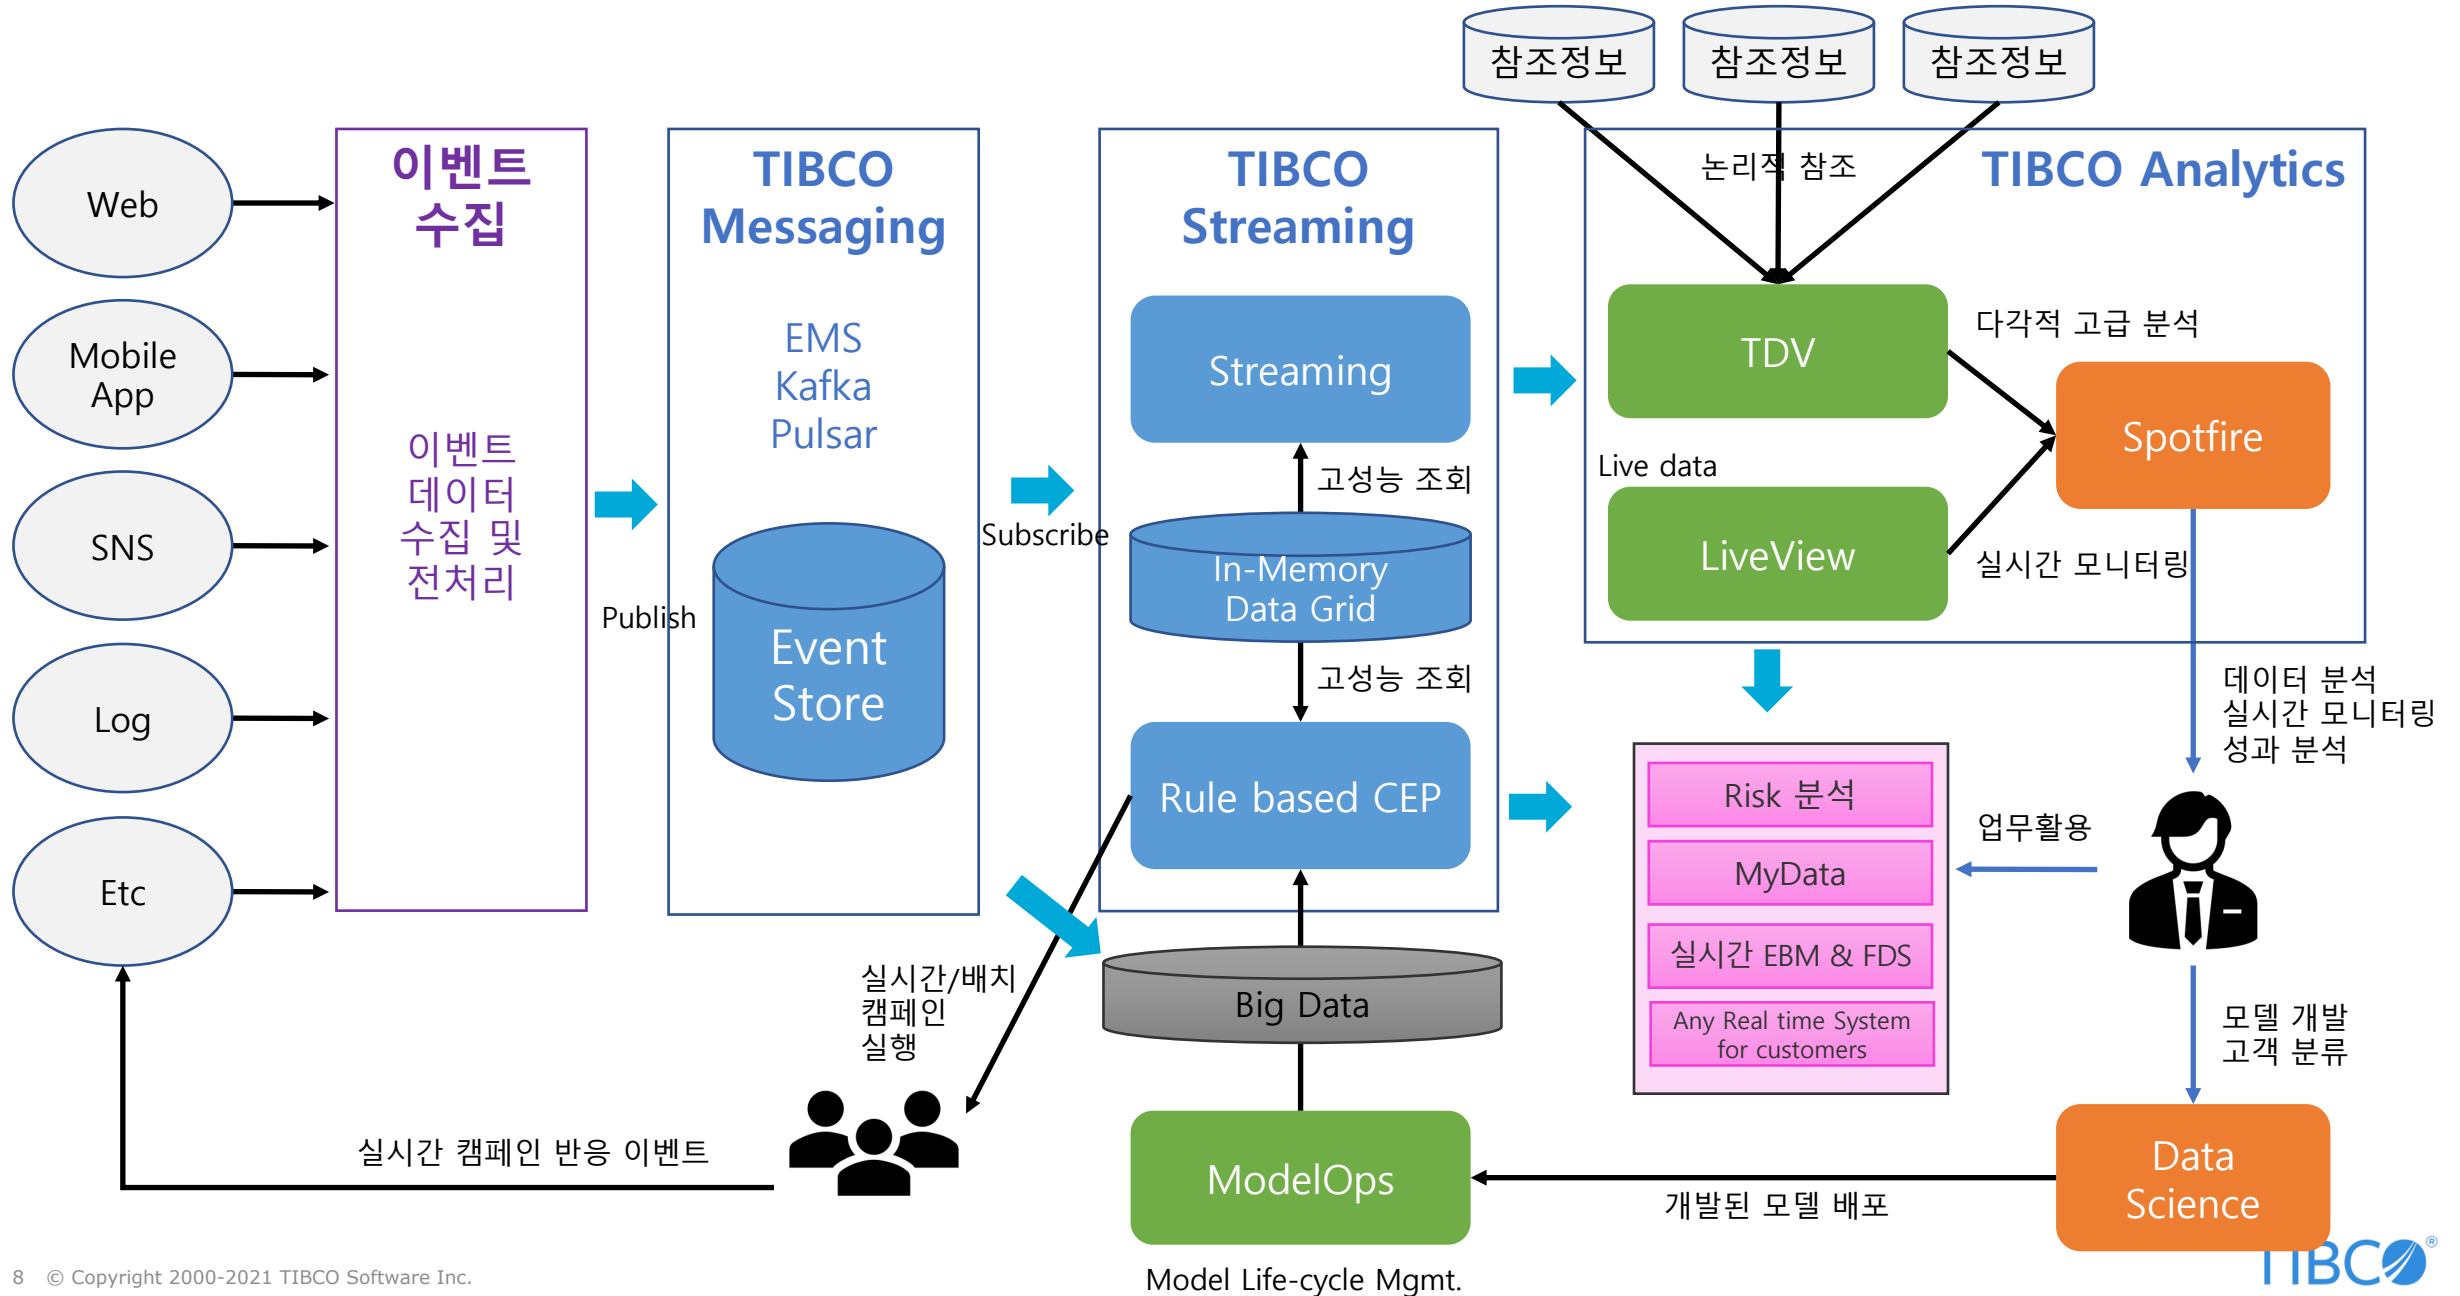 참조정보
참조정보
참조정보
Web
Mobile
App
SNS
Log
Etc
이벤트
수집
이벤트
데이터
수집 및
전처리
Publish
TIBCO
Messaging
EMS
Kafka
Pulsar
Event
Store
Subscribe
TIBCO
Streaming
Streaming
고성능 조회
In-Memory
Data Grid
고성능 조회
Rule based CEP
논리적 참조
TIBCO Analytics
TDV
다각적 고급 분석
Spotfire
Live data
LiveView
실시간 모니터링
데이터 분석
실시간 모니터링
성과 분석
Risk 분석
MyData
실시간 EBM & FDS
Any Real time System
for customers
업무활용
모델 개발
고객 분류
실시간/배치
캠페인
실행
Big Data
실시간 캠페인 반응 이벤트
ModelOps
개발된 모델 배포
Data
Science
Model Life-cycle Mgmt.
8 © Copyright 2000-2021 TIBCO Software Inc.
TIBCO®